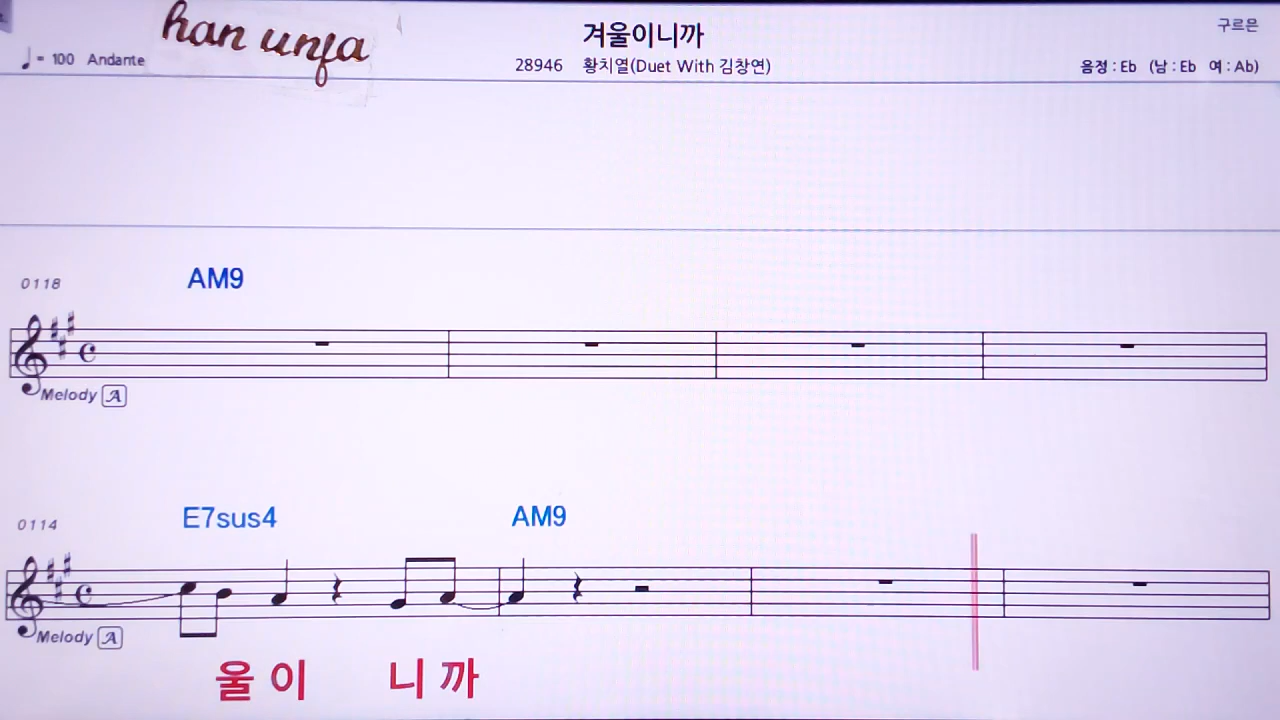 han unja
겨울이니까
구르믄
♩= 100 Andante
28946 황치열(Duet With 김창연)
음정 : Eb (남 : Eb 여 : Ab)
0118
AM9
Melody A
0114
E7sus4 AM9
Melody A
울 이 니 까